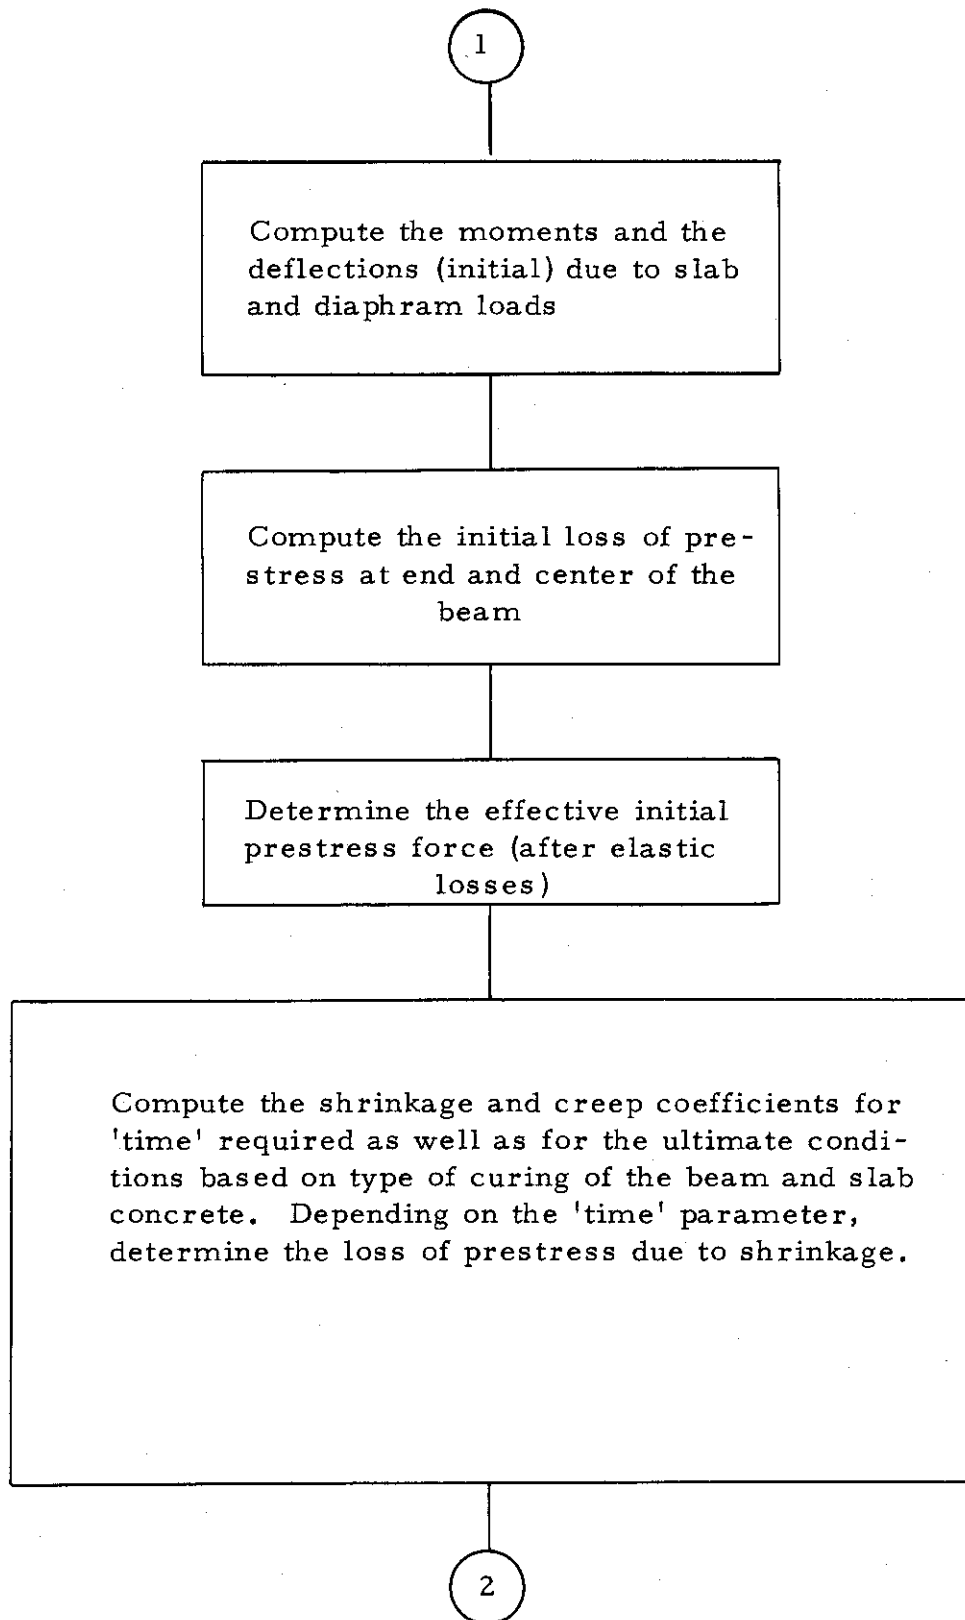 1
Compute the moments and the
deflections (initial) due to slab
and diaphram loads
Compute the initial loss of pre-
stress at end and center of the
beam
Determine the effective initial
prestress force (after elastic
losses)
Compute the shrinkage and creep coefficients for
'time' required as well as for the ultimate condi-
tions based on type of curing of the beam and slab
concrete. Depending on the 'time' parameter,
determine the loss of prestress due to shrinkage.
2